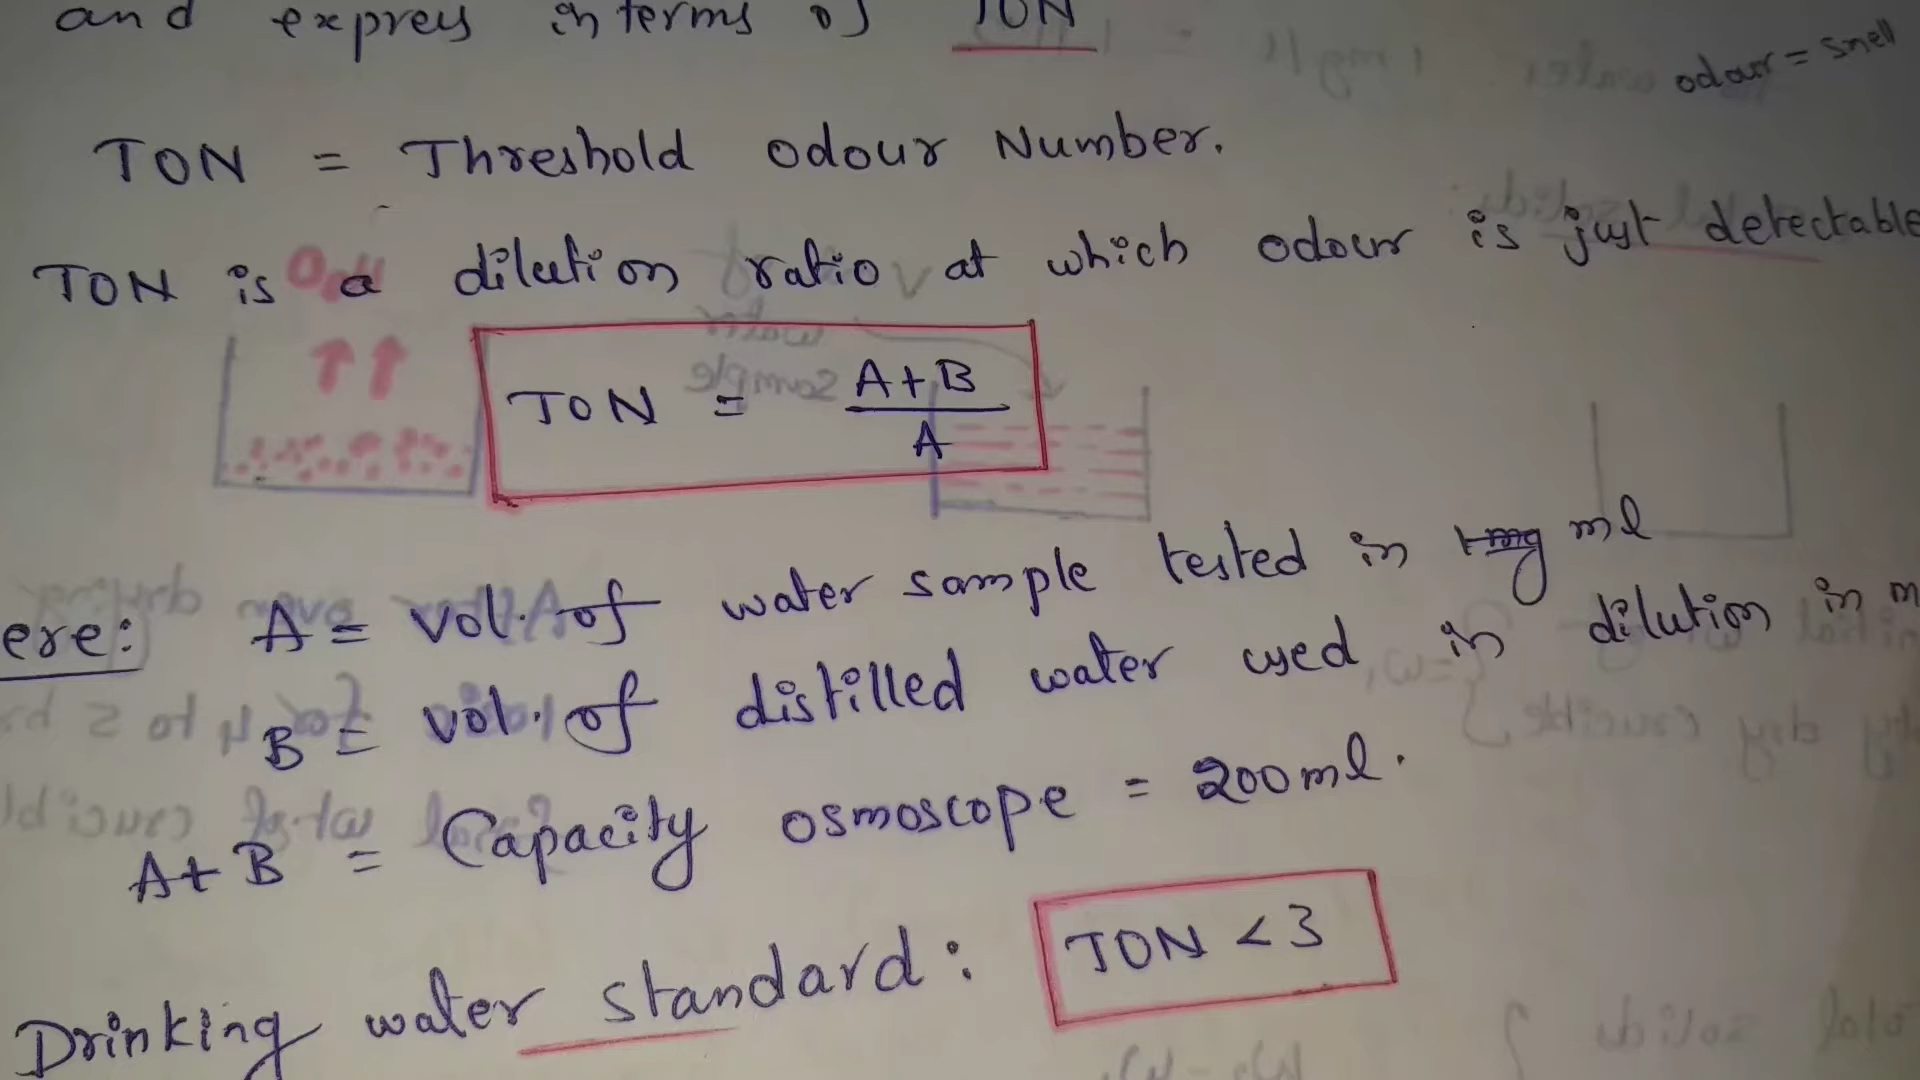 and express in terms of TON
odour = smell
TON = Threshold odour Number.
TON is a dilution ratio at which odour is just detectable
TON = A+B
A
ere: A = vol. of water sample tested in ml
B = vol. of distilled water used in dilution in m
A+B = Capacity osmoscope = 200ml.
Drinking water standard: TON < 3